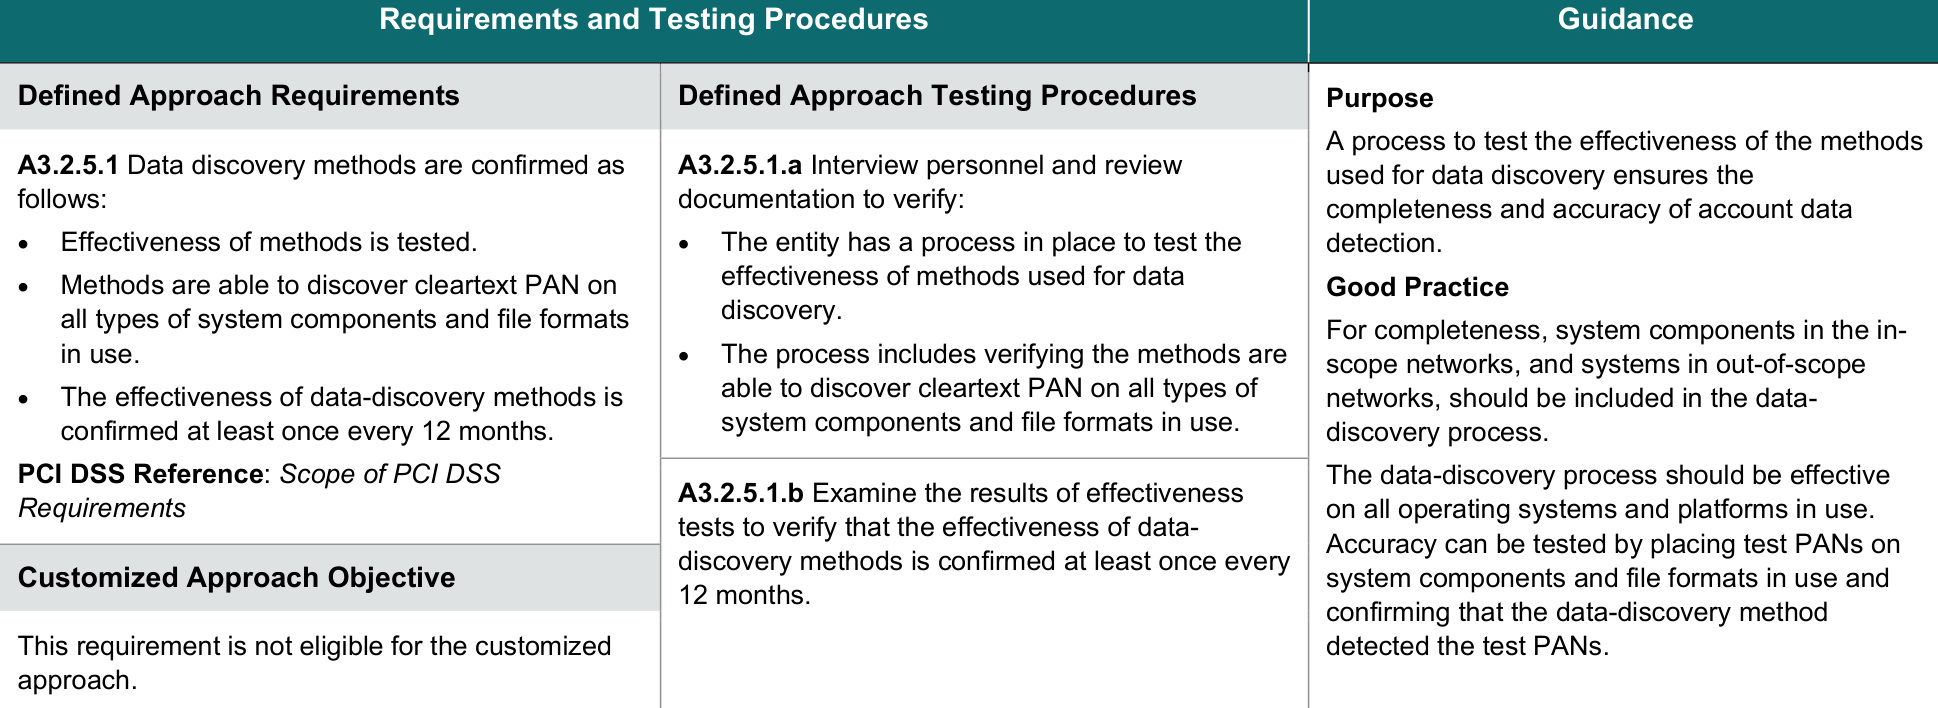 Requirements and Testing Procedures
Guidance
Defined Approach Requirements
A3.2.5.1 Data discovery methods are confirmed as
follows:
• Effectiveness of methods is tested.
• Methods are able to discover cleartext PAN on
all types of system components and file formats
in use.
• The effectiveness of data-discovery methods is
confirmed at least once every 12 months.
PCI DSS Reference: Scope of PCI DSS
Requirements
Customized Approach Objective
This requirement is not eligible for the customized
approach.
Defined Approach Testing Procedures
A3.2.5.1.a Interview personnel and review
documentation to verify:
• The entity has a process in place to test the
effectiveness of methods used for data
discovery.
• The process includes verifying the methods are
able to discover cleartext PAN on all types of
system components and file formats in use.
A3.2.5.1.b Examine the results of effectiveness
tests to verify that the effectiveness of data-
discovery methods is confirmed at least once every
12 months.
Purpose
A process to test the effectiveness of the methods
used for data discovery ensures the
completeness and accuracy of account data
detection.
Good Practice
For completeness, system components in the in-
scope networks, and systems in out-of-scope
networks, should be included in the data-
discovery process.
The data-discovery process should be effective
on all operating systems and platforms in use.
Accuracy can be tested by placing test PANs on
system components and file formats in use and
confirming that the data-discovery method
detected the test PANs.